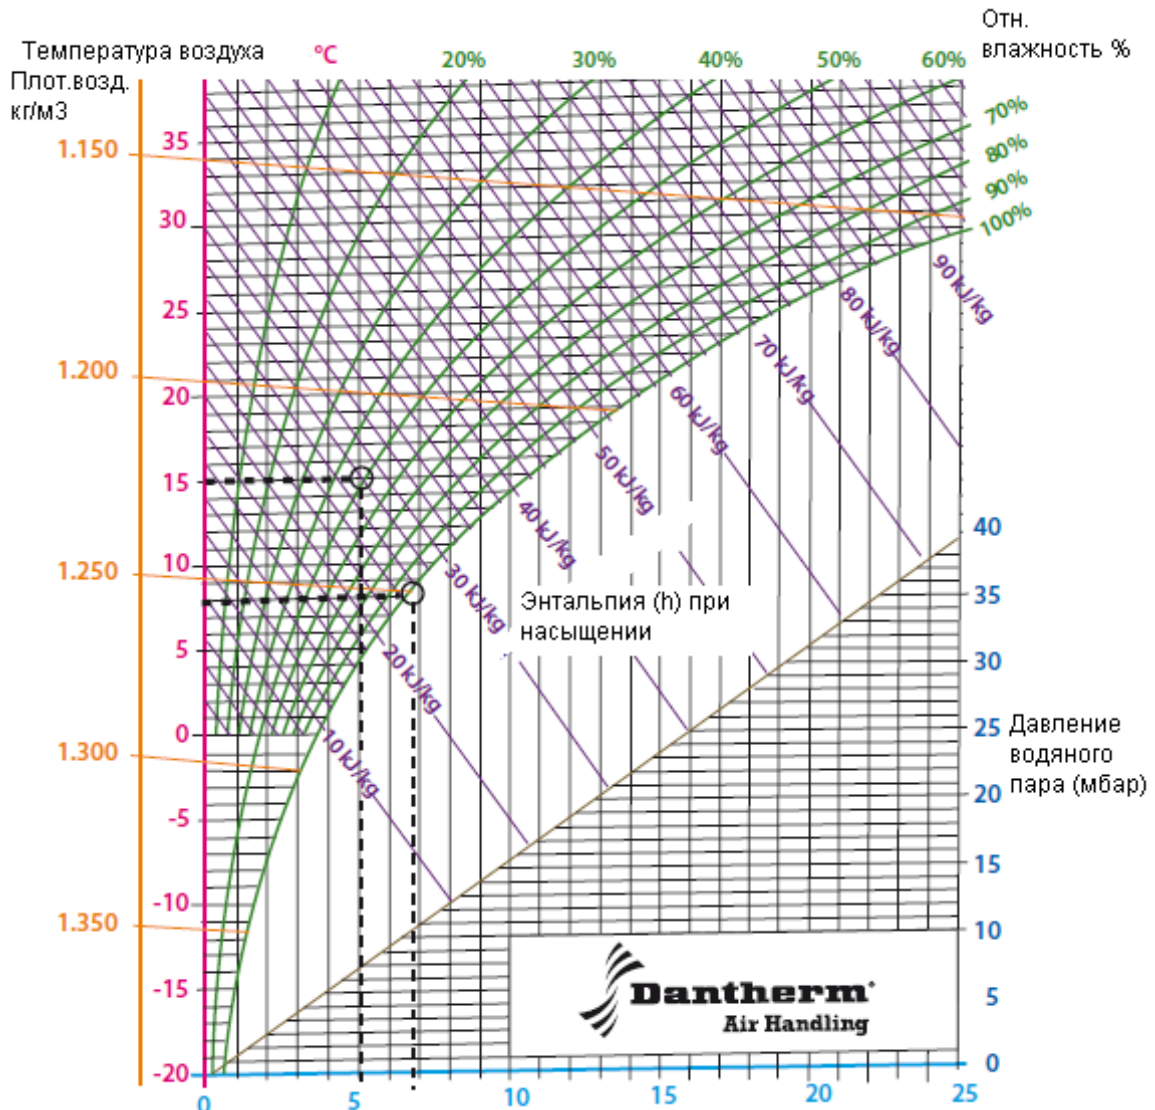 Отн.
влажность %
Температура воздуха °C
Плот.возд.
кг/м3
20% 30% 40% 50% 60%
70%
80%
90%
100%
1.150
1.200
1.250
1.300
1.350
35
30
25
20
15
10
5
0
-5
-10
-15
-20
90 kJ/kg
80 kJ/kg
70 kJ/kg
60 kJ/kg
50 kJ/kg
40 kJ/kg
30 kJ/kg
20 kJ/kg
10 kJ/kg
Энтальпия (h) при
насыщении
40
35
30
25
20
15
10
5
0
Давление
водяного
пара (мбар)
Dantherm®
Air Handling
0 5 10 15 20 25